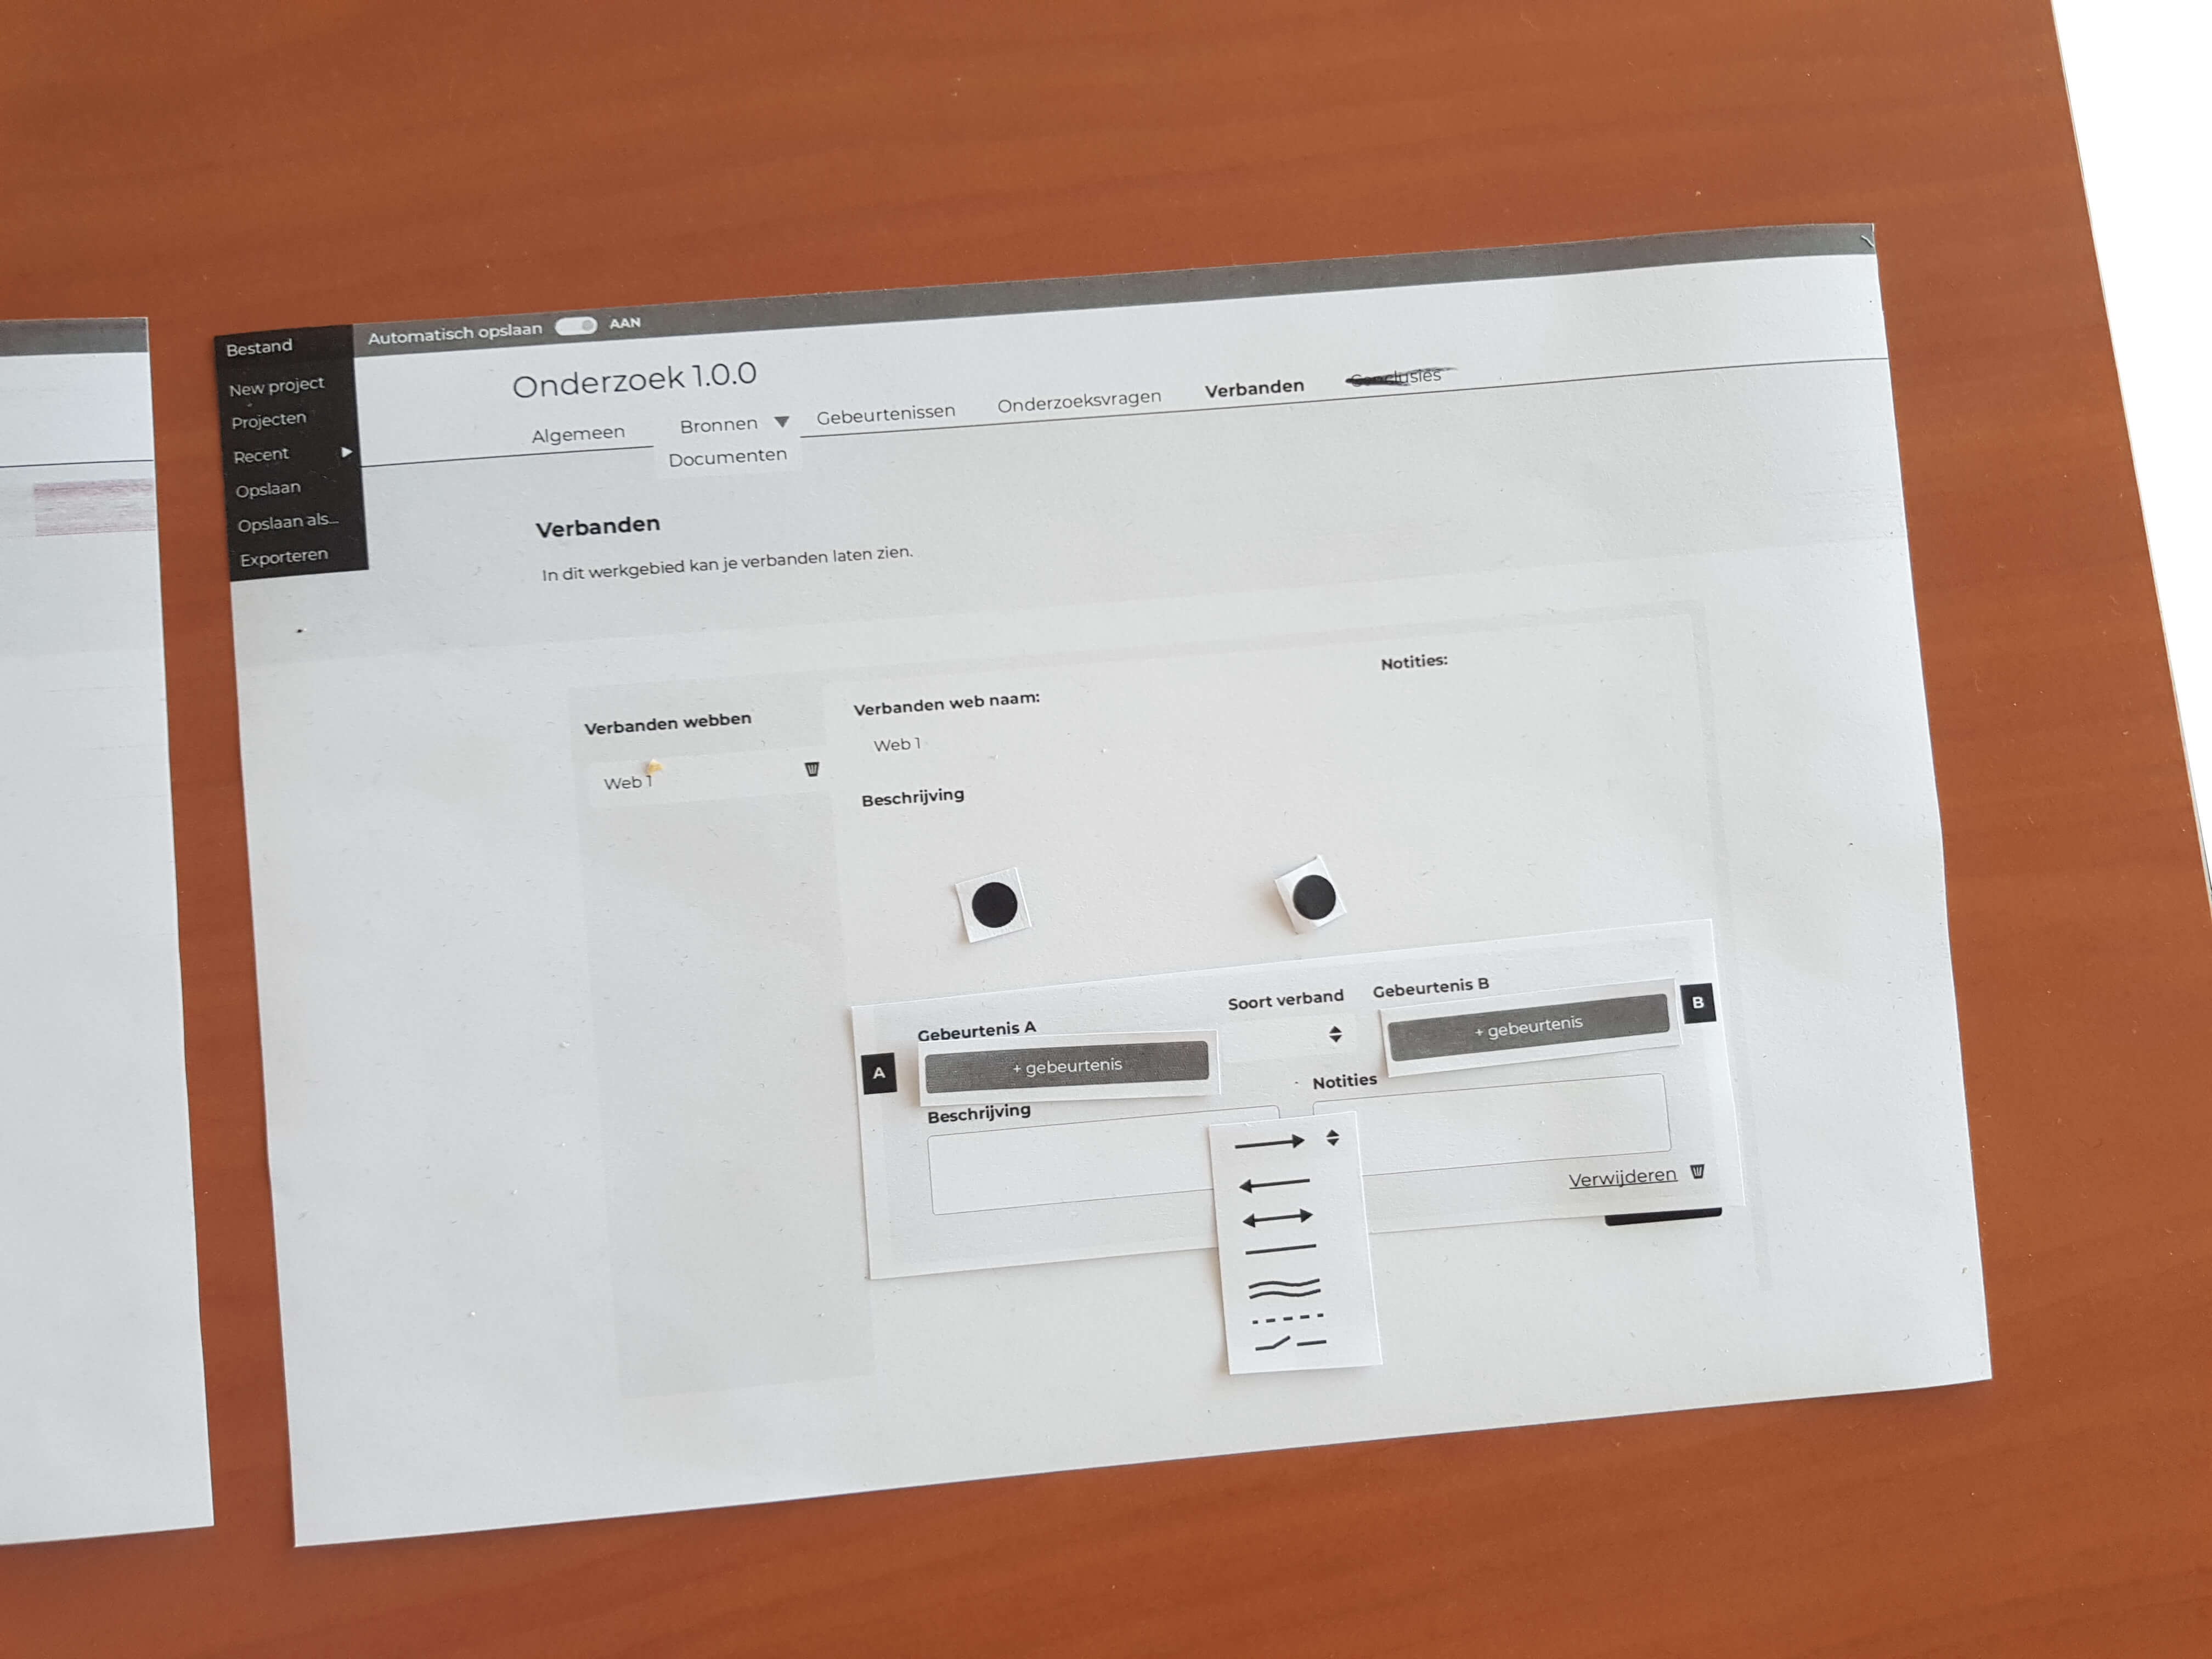 Bestand
Automatisch opslaan AAN
New project
Projecten
Recent
Opslaan
Opslaan als...
Exporteren
Onderzoek 1.0.0
Algemeen Bronnen Gebeurtenissen Onderzoeksvragen Verbanden Conclusies
Documenten
Verbanden
In dit werkgebied kan je verbanden laten zien.
Verbanden webben
Web 1
Verbanden web naam:
Web 1
Beschrijving
Notities:
Gebeurtenis A Soort verband Gebeurtenis B
A + gebeurtenis + gebeurtenis B
Beschrijving Notities
Verwijderen